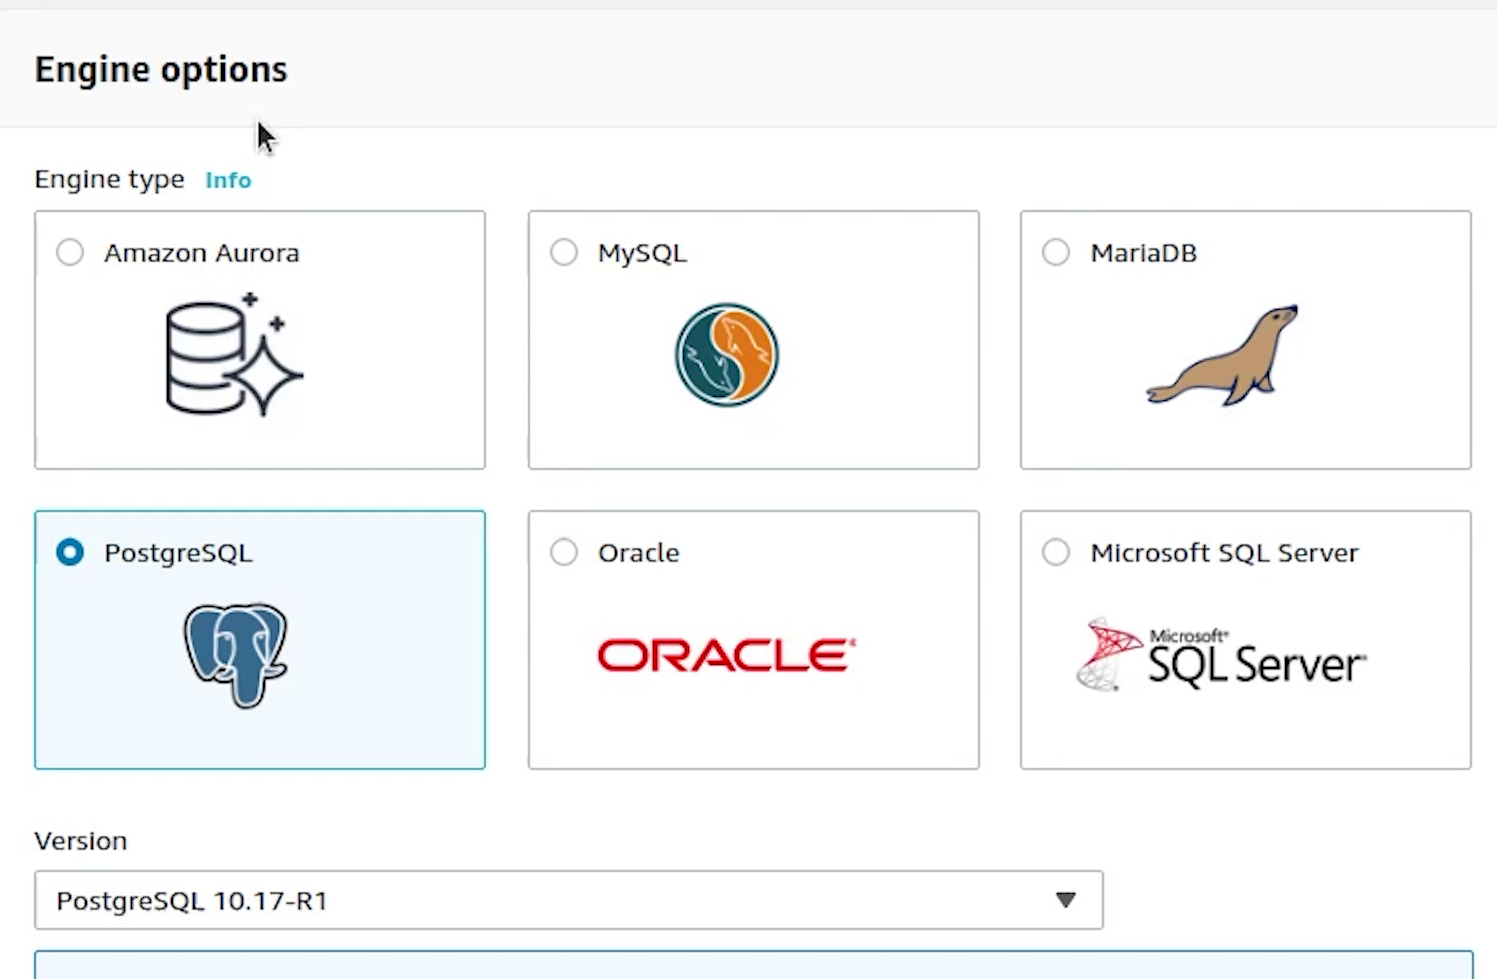 Engine options
Engine type Info
Amazon Aurora
MySQL
MariaDB
PostgreSQL
Oracle
ORACLE®
Microsoft SQL Server
Microsoft®
SQL Server®
Version
PostgreSQL 10.17-R1